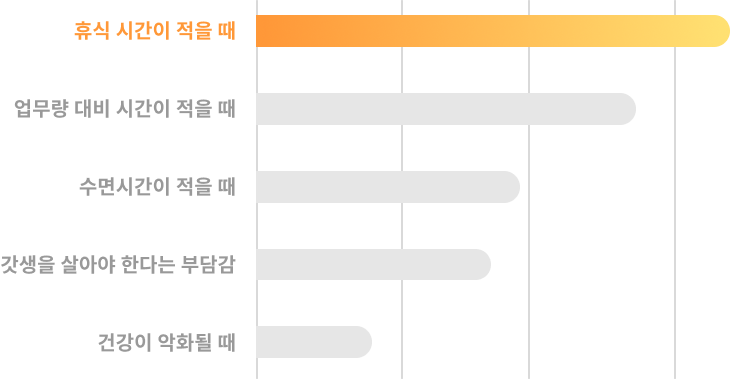 휴식 시간이 적을 때
업무량 대비 시간이 적을 때
수면시간이 적을 때
갓생을 살아야 한다는 부담감
건강이 악화될 때